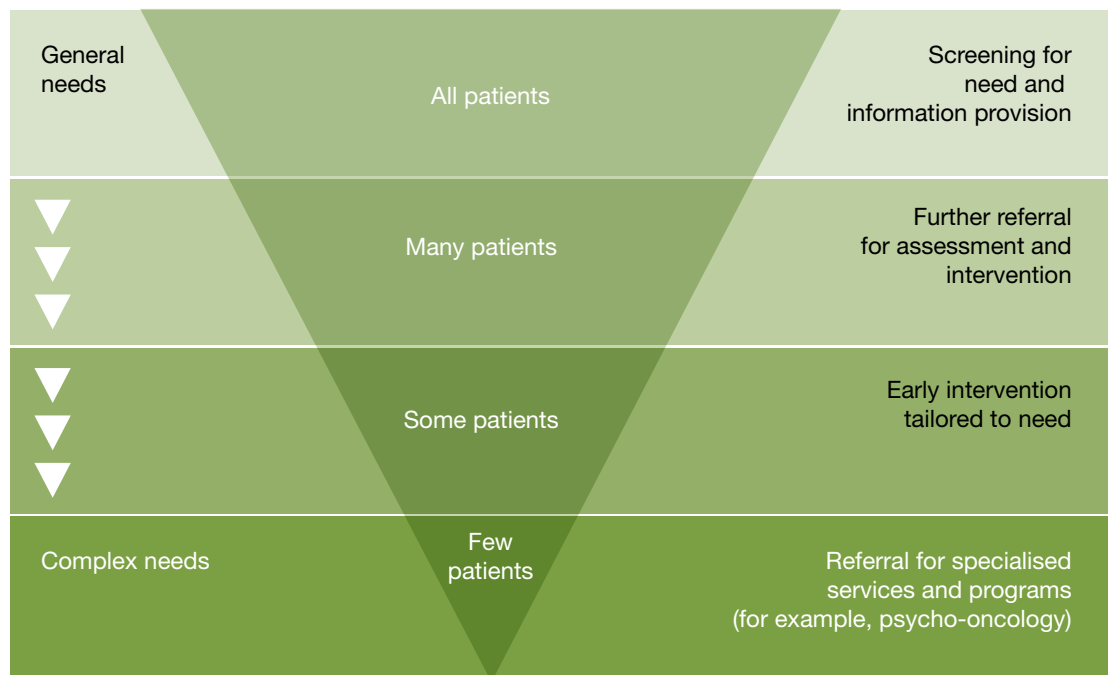 General
needs
All patients
Screening for
need and
information provision
Many patients
Further referral
for assessment and
intervention
Some patients
Early intervention
tailored to need
Complex needs
Few
patients
Referral for specialised
services and programs
(for example, psycho-oncology)